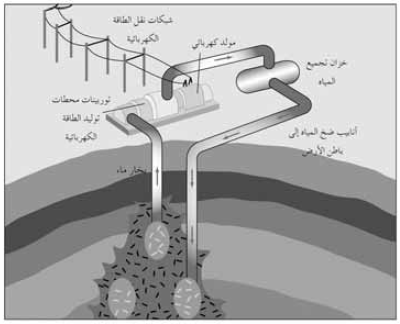 شبكات نقل الطاقة
الكهربائية
مولد كهربائي
خزان لتجميع
المياه
توربينات محطات
توليد الطاقة
الكهربائية
أنابيب ضخ المياه إلى
باطن الأرض
بخار ماء